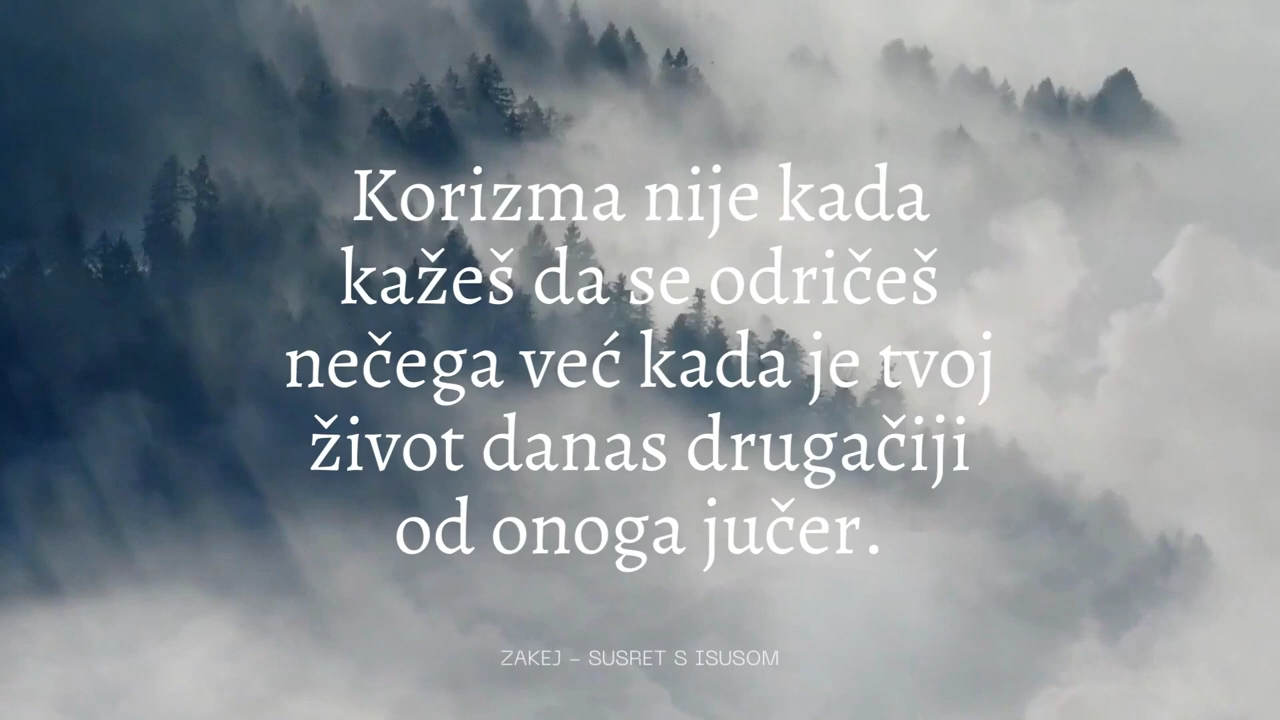 Korizma nije kada
kažeš da se odričeš
nečega već kada je tvoj
život danas drugačiji
od onoga jučer.
ZAKEJ – SUSRET S ISUSOM